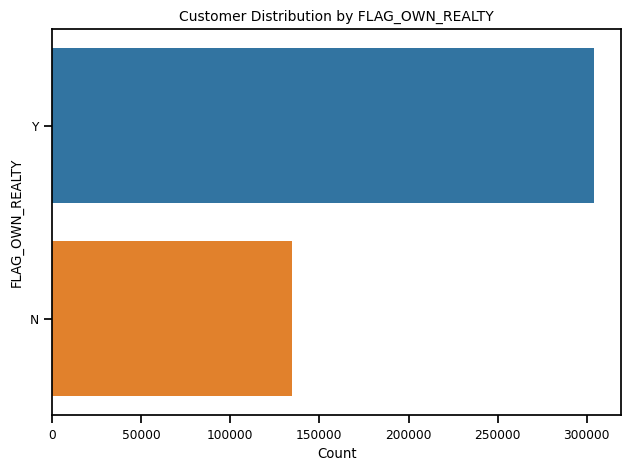 Customer Distribution by FLAG_OWN_REALTY
FLAG_OWN_REALTY
Y
N
0 50000 100000 150000 200000 250000 300000
Count